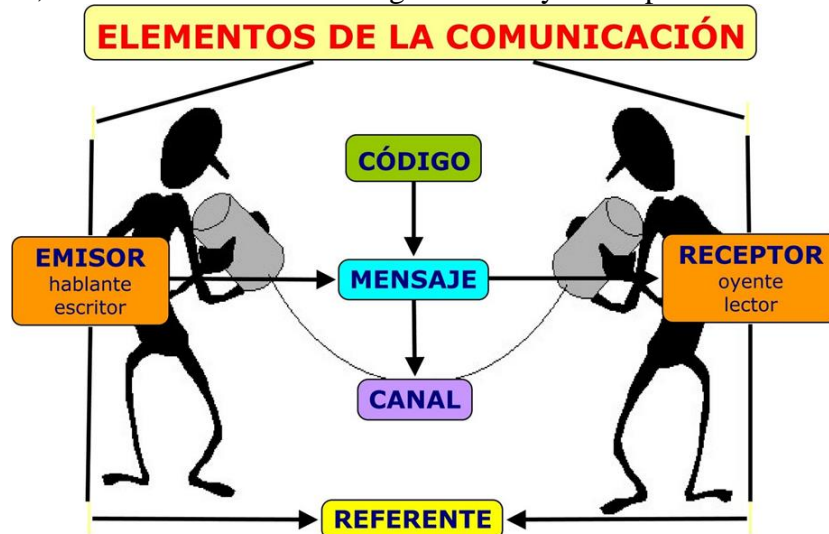 ELEMENTOS DE LA COMUNICACIÓN
CÓDIGO
EMISOR
hablante
escritor
MENSAJE
RECEPTOR
oyente
lector
CANAL
REFERENTE